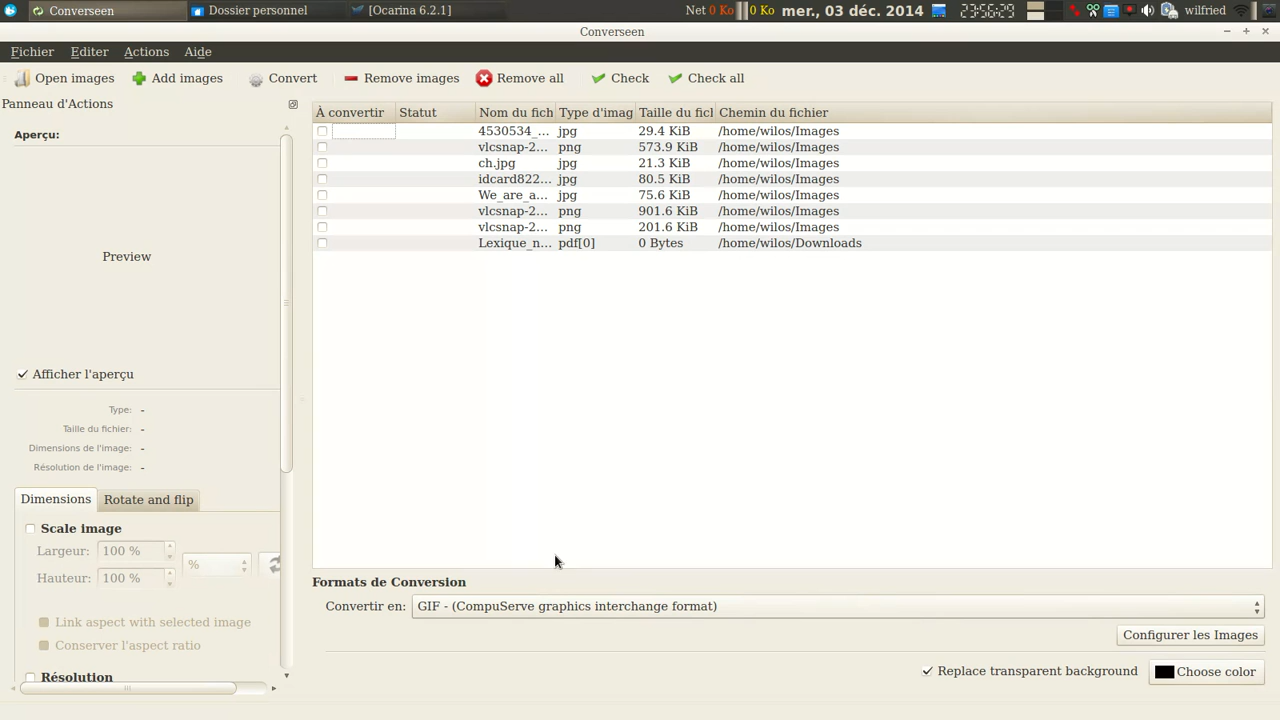 Converseen Dossier personnel [Ocarina 6.2.1] Net 0 Ko 0 Ko mer., 03 déc. 2014 23:56:29 wilfried
Converseen
Fichier Editer Actions Aide
Open images Add images Convert Remove images Remove all Check Check all
Panneau d'Actions
Aperçu:
Preview
Afficher l'aperçu
Type: -
Taille du fichier: -
Dimensions de l'image: -
Résolution de l'image: -
Dimensions Rotate and flip
Scale image
Largeur: 100 %
%
Hauteur: 100 %
Link aspect with selected image
Conserver l'aspect ratio
Résolution
À convertir Statut Nom du fich Type d'imag Taille du fich Chemin du fichier
4530534_... jpg 29.4 KiB /home/wilos/Images
vlcsnap-2... png 573.9 KiB /home/wilos/Images
ch.jpg jpg 21.3 KiB /home/wilos/Images
idcard822... jpg 80.5 KiB /home/wilos/Images
We_are_a... jpg 75.6 KiB /home/wilos/Images
vlcsnap-2... png 901.6 KiB /home/wilos/Images
vlcsnap-2... png 201.6 KiB /home/wilos/Images
Lexique_n... pdf[0] 0 Bytes /home/wilos/Downloads
Formats de Conversion
Convertir en: GIF - (CompuServe graphics interchange format)
Configurer les Images
Replace transparent background Choose color